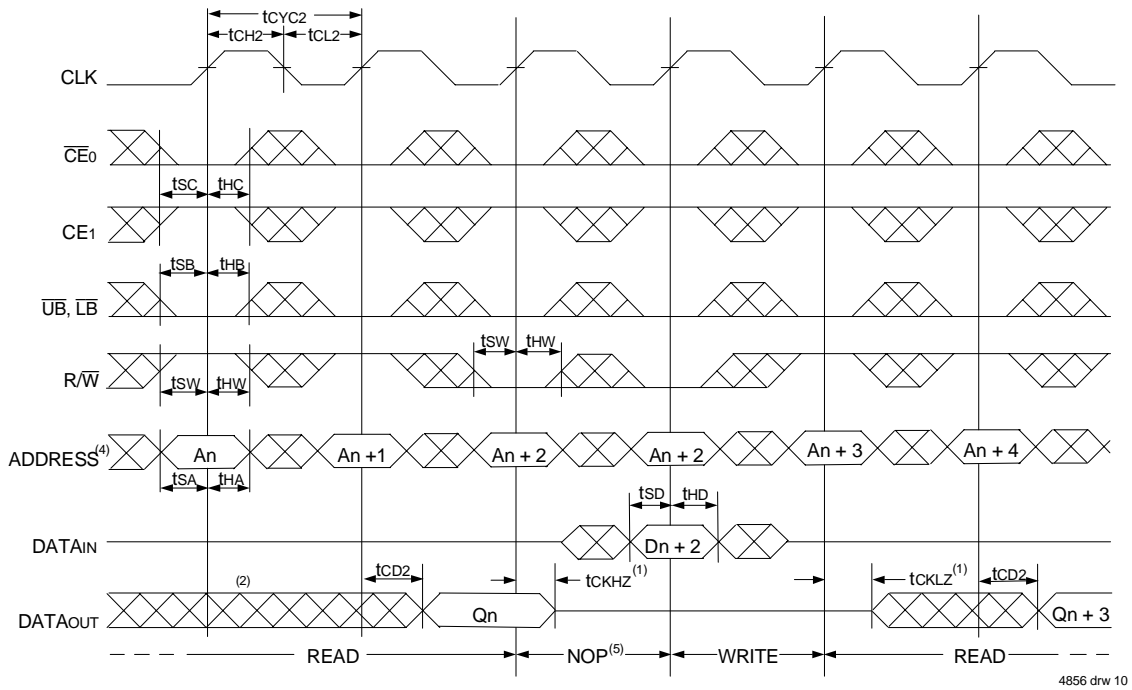 tCYC2
tCH2 tCL2
CLK
CE0
tSC tHC
CE1
tSB tHB
UB, LB
tSW tHW
R/W
tSW tHW
ADDRESS(4) An An +1 An + 2 An + 2 An + 3 An + 4
tSA tHA tSD tHD
DATAIN Dn + 2
(2) tCD2 tCKHZ(1) tCKLZ(1) tCD2
DATAOUT Qn Qn + 3
READ NOP(5) WRITE READ
4856 drw 10